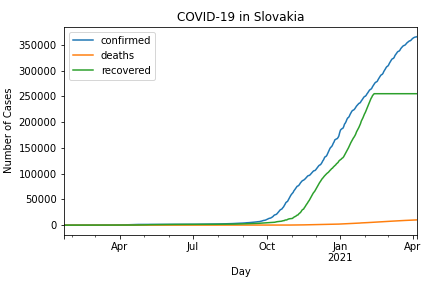 COVID-19 in Slovakia
confirmed
deaths
recovered
Number of Cases
350000
300000
250000
200000
150000
100000
50000
0
Apr
Jul
Oct
Jan
2021
Apr
Day